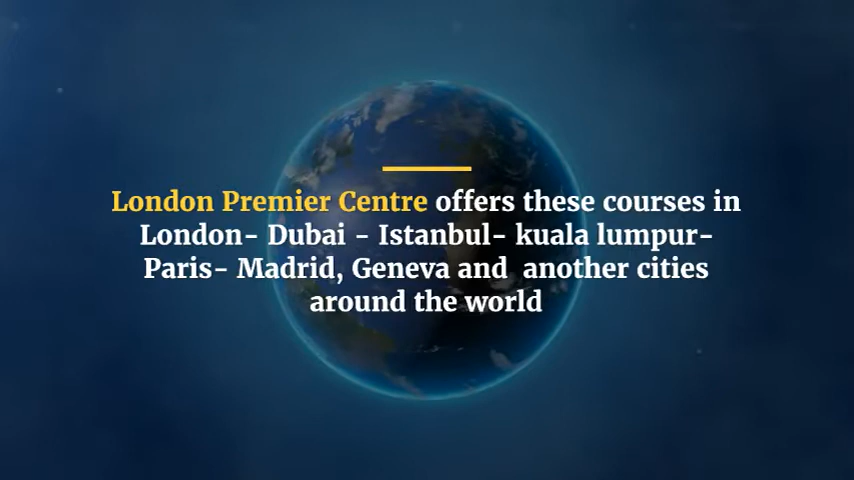 London Premier Centre offers these courses in
London- Dubai - Istanbul- kuala lumpur-
Paris- Madrid, Geneva and  another cities
around the world